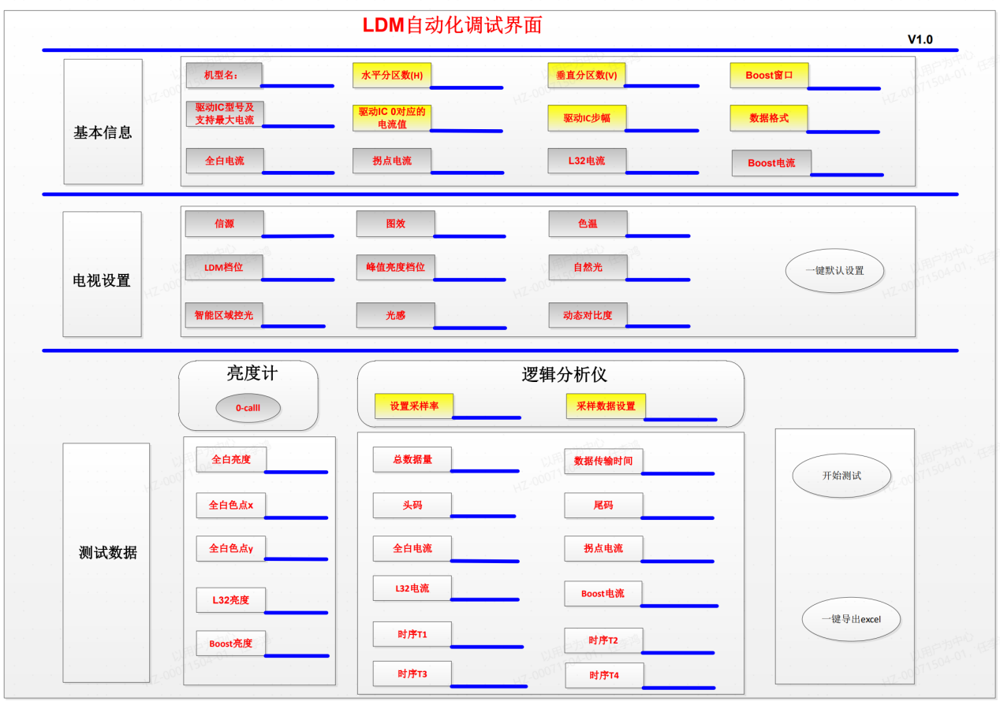 LDM自动化调试界面
V1.0
基本信息
机型名：
水平分区数(H)
垂直分区数(V)
Boost窗口
驱动IC型号及
支持最大电流
驱动IC 0对应的
电流值
驱动IC步幅
数据格式
全白电流
拐点电流
L32电流
Boost电流
电视设置
信源
图效
色温
LDM档位
峰值亮度档位
自然光
一键默认设置
智能区域控光
光感
动态对比度
亮度计
0-calll
逻辑分析仪
设置采样率
采样数据设置
测试数据
全白亮度
总数据量
数据传输时间
开始测试
全白色点x
头码
尾码
全白色点y
全白电流
拐点电流
L32亮度
L32电流
Boost电流
一键导出excel
Boost亮度
时序T1
时序T2
时序T3
时序T4